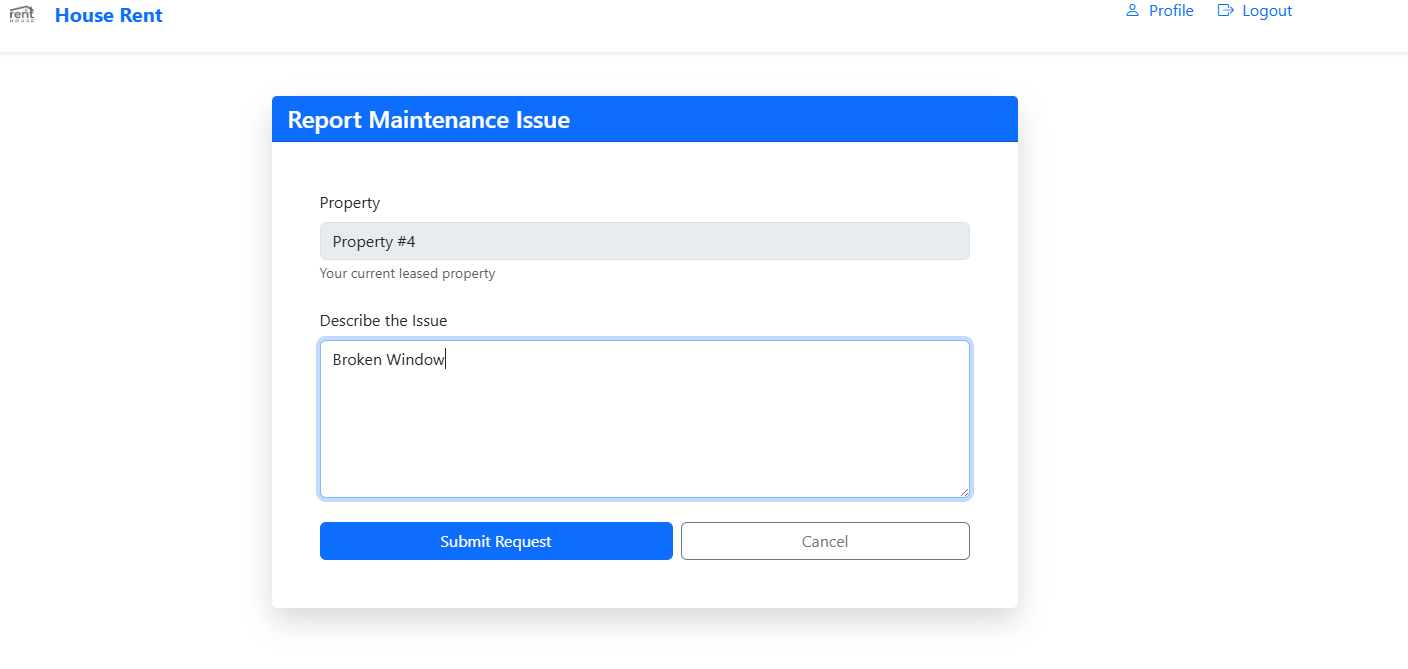 rent
HOUSE
House Rent
Profile
Logout
Report Maintenance Issue
Property
Property #4
Your current leased property
Describe the Issue
Broken Window
Submit Request
Cancel